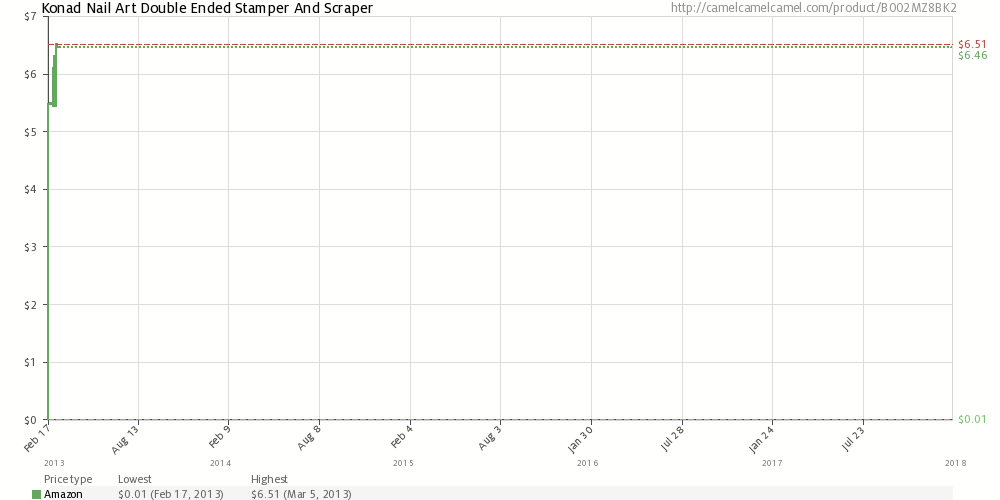 Konad Nail Art Double Ended Stamper And Scraper
http://camelcamelcamel.com/product/B002MZ8BK2
$7
$6
$5
$4
$3
$2
$1
$0
$6.51
$6.46
$0.01
Feb 17 Aug 13 Feb 9 Aug 8 Feb 4 Aug 3 Jan 30 Jul 28 Jan 24 Jul 23
2013 2014 2015 2016 2017 2018
Price type Lowest Highest
Amazon $0.01 (Feb 17, 2013) $6.51 (Mar 5, 2013)